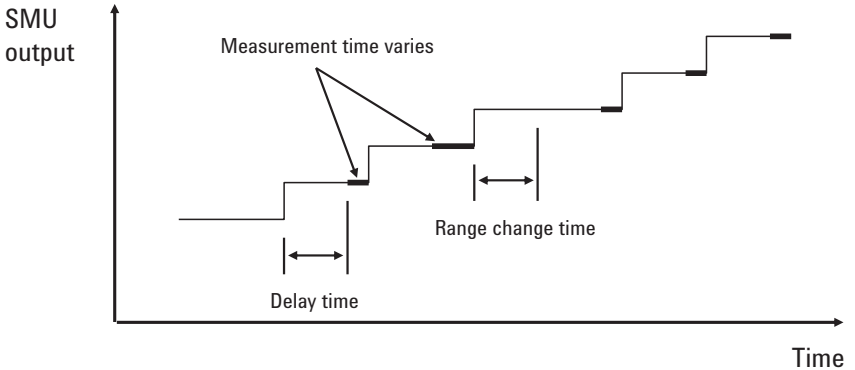 SMU
output
Measurement time varies
Range change time
Delay time
Time